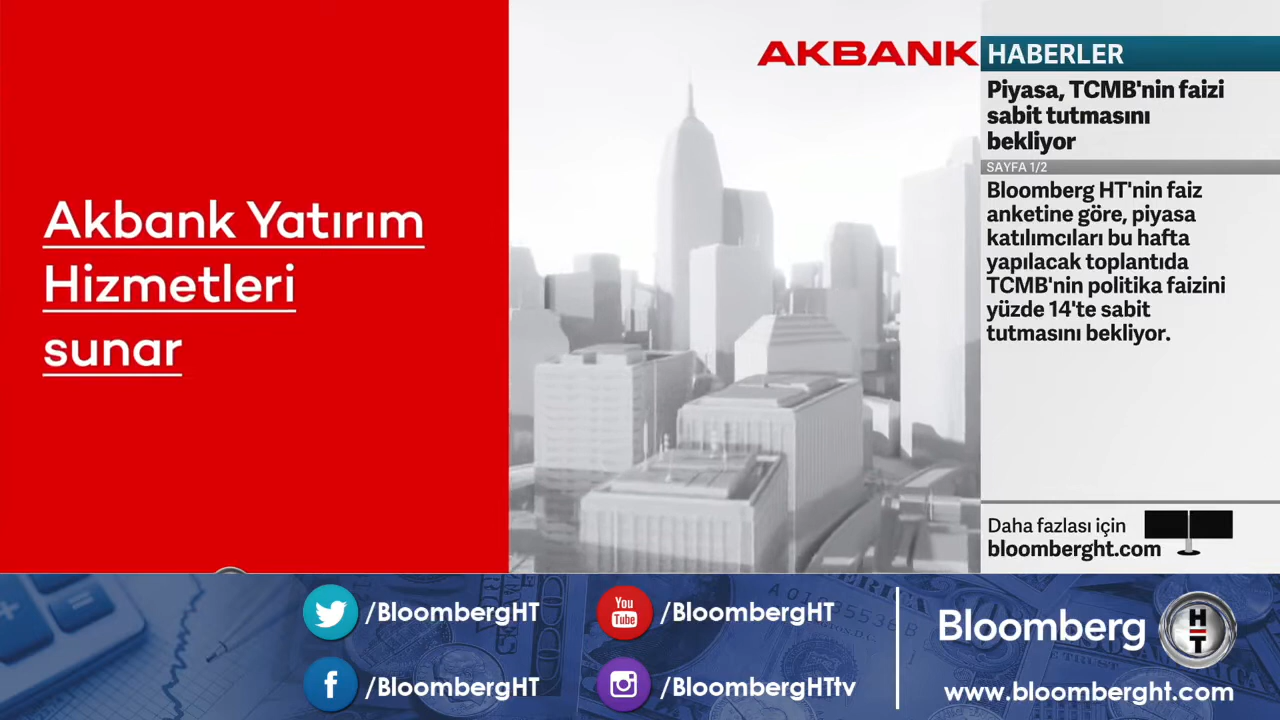 Akbank Yatırım
Hizmetleri
sunar
AKBANK
HABERLER
Piyasa, TCMB'nin faizi
sabit tutmasını
bekliyor
SAYFA 1/2
Bloomberg HT'nin faiz
anketine göre, piyasa
katılımcıları bu hafta
yapılacak toplantıda
TCMB'nin politika faizini
yüzde 14'te sabit
tutmasını bekliyor.
Daha fazlası için
bloomberght.com
/BloombergHT
You
Tube
/BloombergHT
f
/BloombergHT
/BloombergHTtv
Bloomberg HT
www.bloomberght.com